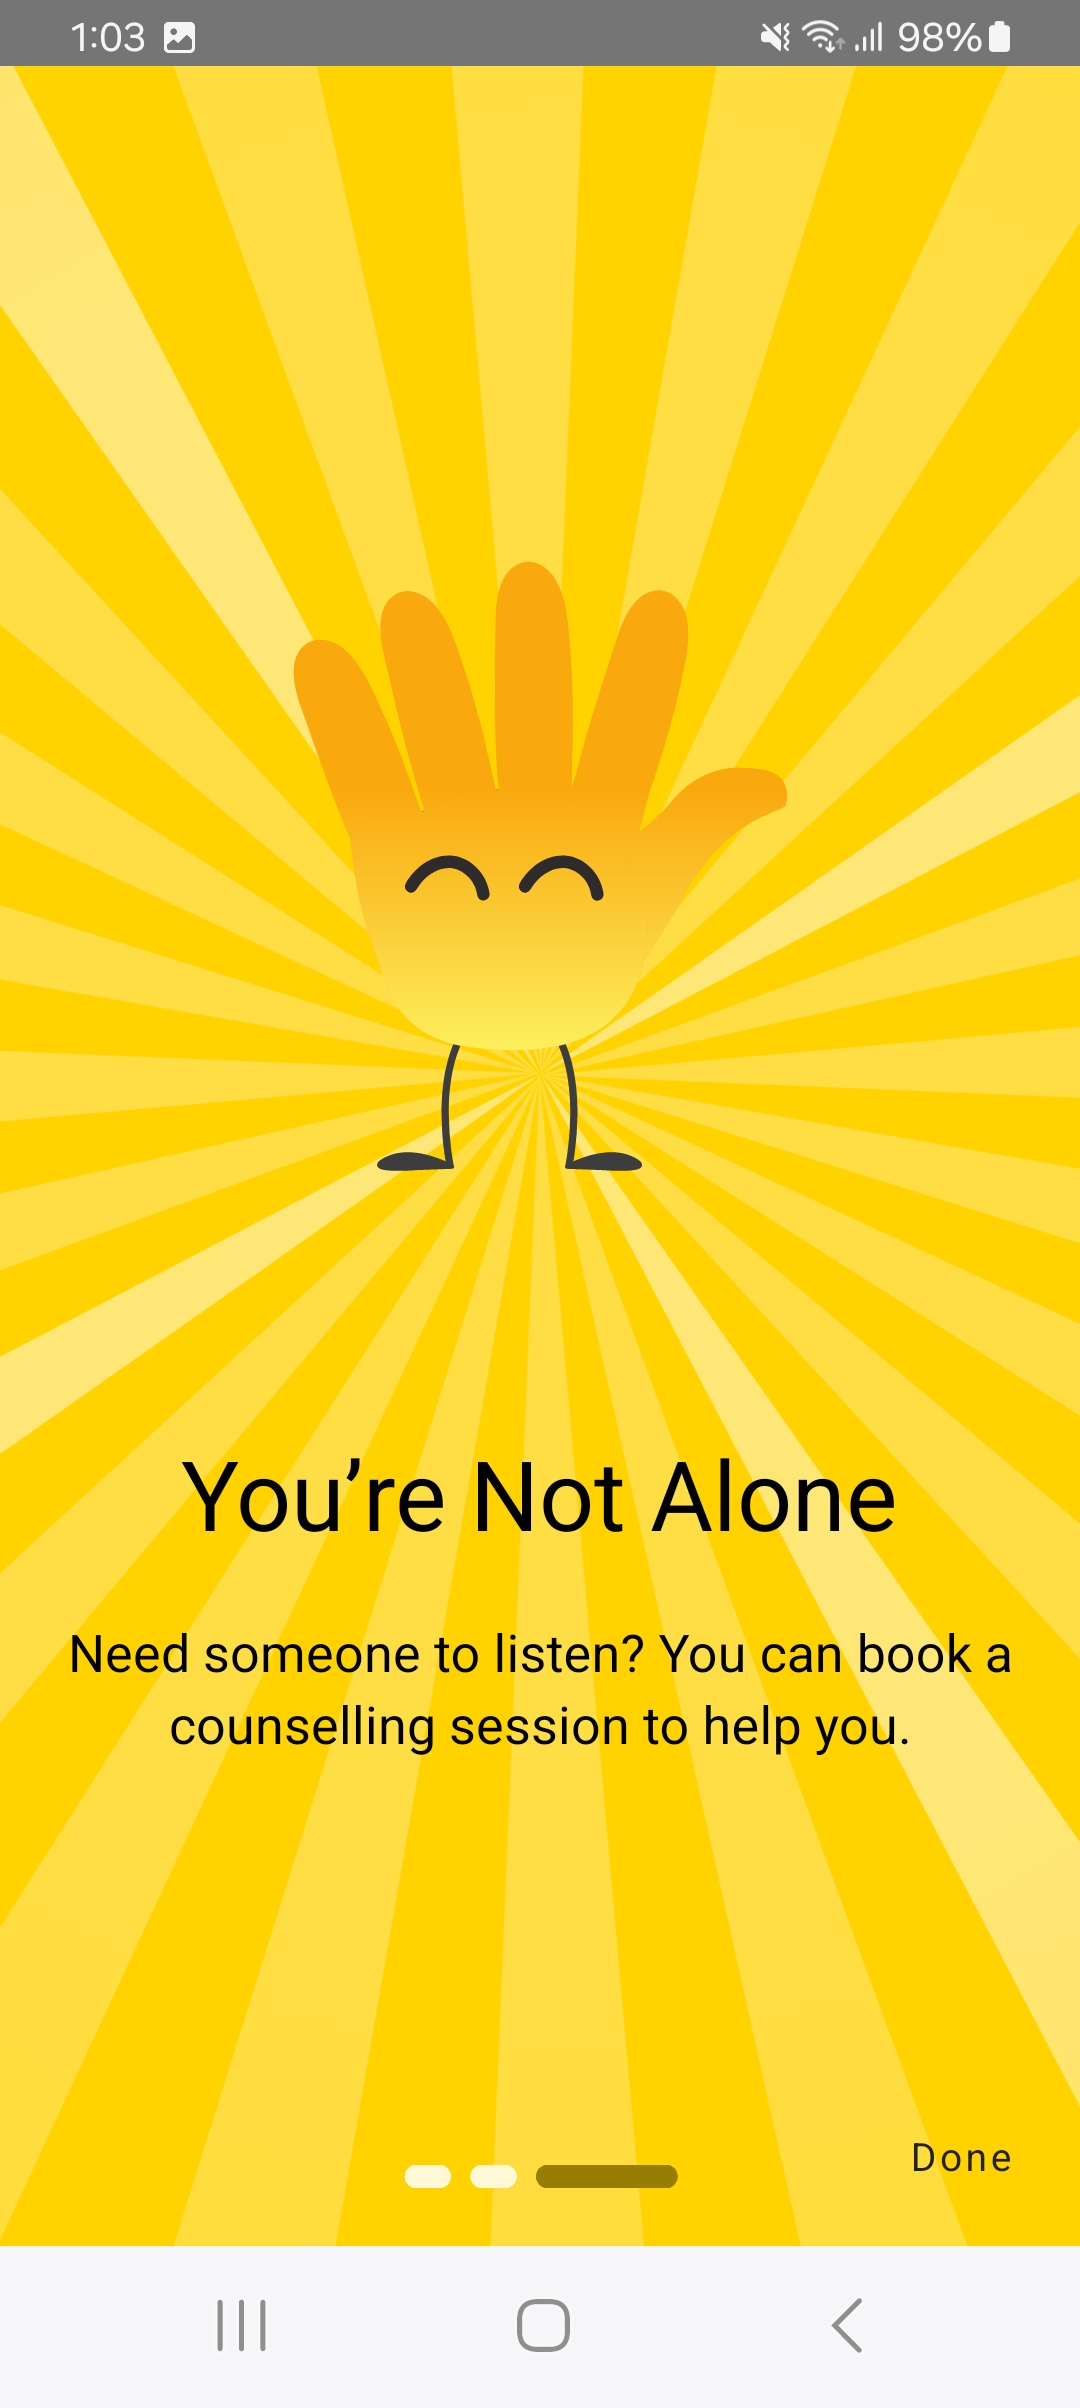 1:03
98%
You’re Not Alone
Need someone to listen? You can book a
counselling session to help you.
Done